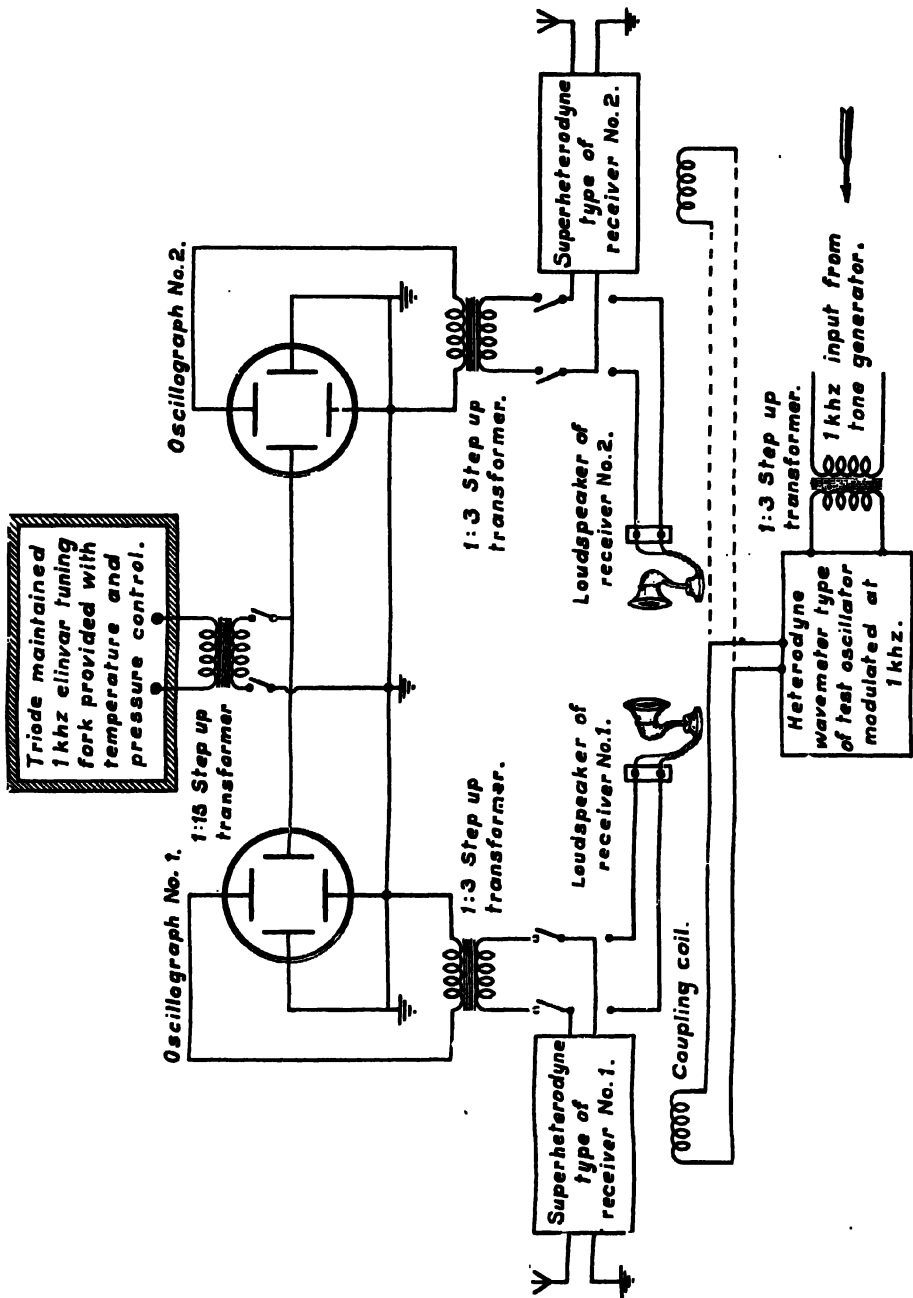 Triode maintained
1 khz elinvar tuning
fork provided with
temperature and
pressure control.
1:15 Step up
transformer
Oscillograph No. 1.
Oscillograph No. 2.
1:3 Step up
transformer.
1:3 Step up
transformer.
Superheterodyne
type of
receiver No. 1.
Loudspeaker of
receiver No. 1.
Loudspeaker of
receiver No. 2.
Superheterodyne
type of
receiver No. 2.
Coupling coil.
Heterodyne
wavemeter type
of test oscillator
modulated at
1 khz.
1:3 Step up
transformer.
1 khz input from
tone generator.